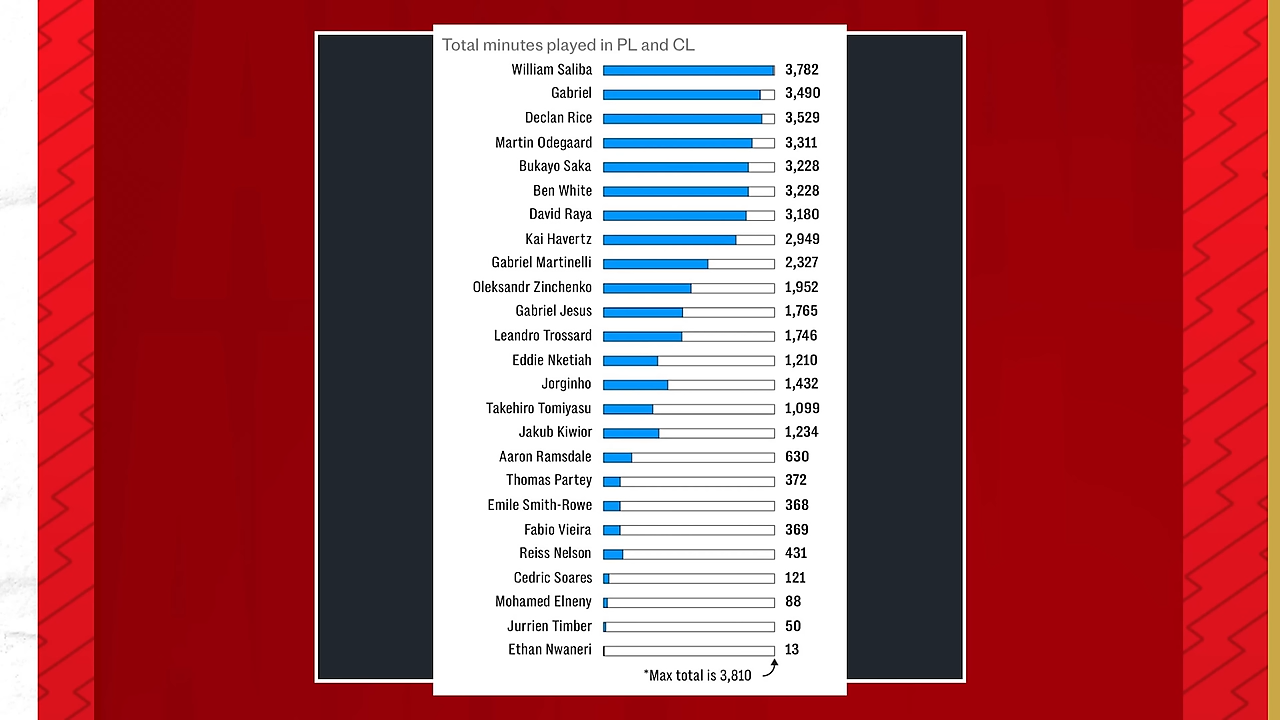 Total minutes played in PL and CL
William Saliba 3,782
Gabriel 3,490
Declan Rice 3,529
Martin Odegaard 3,311
Bukayo Saka 3,228
Ben White 3,228
David Raya 3,180
Kai Havertz 2,949
Gabriel Martinelli 2,327
Oleksandr Zinchenko 1,952
Gabriel Jesus 1,765
Leandro Trossard 1,746
Eddie Nketiah 1,210
Jorginho 1,432
Takehiro Tomiyasu 1,099
Jakub Kiwior 1,234
Aaron Ramsdale 630
Thomas Partey 372
Emile Smith-Rowe 368
Fabio Vieira 369
Reiss Nelson 431
Cedric Soares 121
Mohamed Elneny 88
Jurrien Timber 50
Ethan Nwaneri 13
*Max total is 3,810